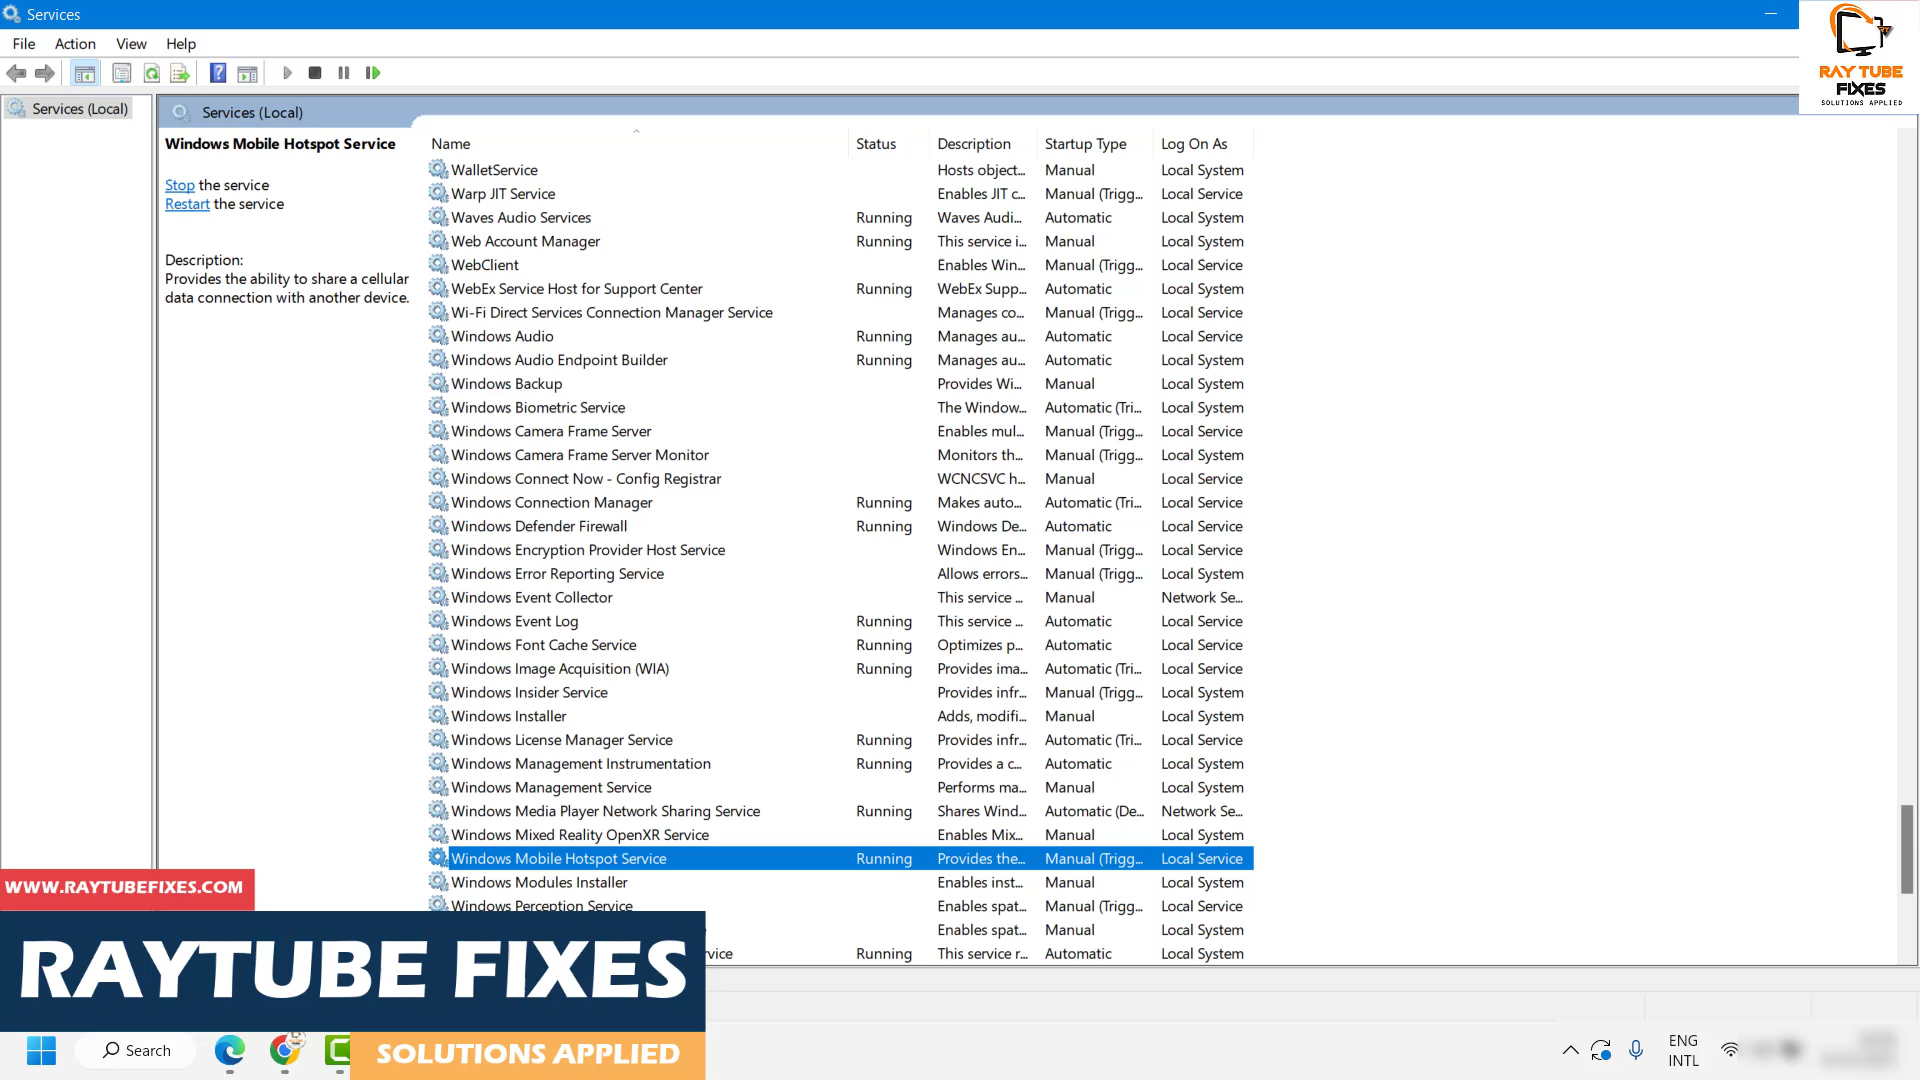 Services
File Action View Help
RAY TUBE
FIXES
SOLUTIONS APPLIED
Services (Local)
Services (Local)
Windows Mobile Hotspot Service
Stop the service
Restart the service
Description:
Provides the ability to share a cellular
data connection with another device.
Name Status Description Startup Type Log On As
WalletService Hosts object... Manual Local System
Warp JIT Service Enables JIT c... Manual (Trigg... Local Service
Waves Audio Services Running Waves Audi... Automatic Local System
Web Account Manager Running This service i... Manual Local System
WebClient Enables Win... Manual (Trigg... Local Service
WebEx Service Host for Support Center Running WebEx Supp... Automatic Local System
Wi-Fi Direct Services Connection Manager Service Manages co... Manual (Trigg... Local Service
Windows Audio Running Manages au... Automatic Local Service
Windows Audio Endpoint Builder Running Manages au... Automatic Local System
Windows Backup Provides Wi... Manual Local System
Windows Biometric Service The Window... Automatic (Tri... Local System
Windows Camera Frame Server Enables mul... Manual (Trigg... Local Service
Windows Camera Frame Server Monitor Monitors th... Manual (Trigg... Local System
Windows Connect Now - Config Registrar WCNCSVC h... Manual Local Service
Windows Connection Manager Running Makes auto... Automatic (Tri... Local Service
Windows Defender Firewall Running Windows De... Automatic Local Service
Windows Encryption Provider Host Service Windows En... Manual (Trigg... Local Service
Windows Error Reporting Service Allows errors... Manual (Trigg... Local System
Windows Event Collector This service ... Manual Network Se...
Windows Event Log Running This service ... Automatic Local Service
Windows Font Cache Service Running Optimizes p... Automatic Local Service
Windows Image Acquisition (WIA) Running Provides ima... Automatic (Tri... Local Service
Windows Insider Service Provides infr... Manual (Trigg... Local System
Windows Installer Adds, modifi... Manual Local System
Windows License Manager Service Running Provides infr... Automatic (Tri... Local Service
Windows Management Instrumentation Running Provides a c... Automatic Local System
Windows Management Service Performs ma... Manual Local System
Windows Media Player Network Sharing Service Running Shares Wind... Automatic (De... Network Se...
Windows Mixed Reality OpenXR Service Enables Mix... Manual Local System
Windows Mobile Hotspot Service Running Provides the... Manual (Trigg... Local Service
Windows Modules Installer Enables inst... Manual Local System
Windows Perception Service Enables spat... Manual (Trigg... Local Service
Enables spat... Manual Local System
Running This service r... Automatic Local System
WWW.RAYTUBEFIXES.COM
RAYTUBE FIXES
SOLUTIONS APPLIED
Search
ENG
INTL